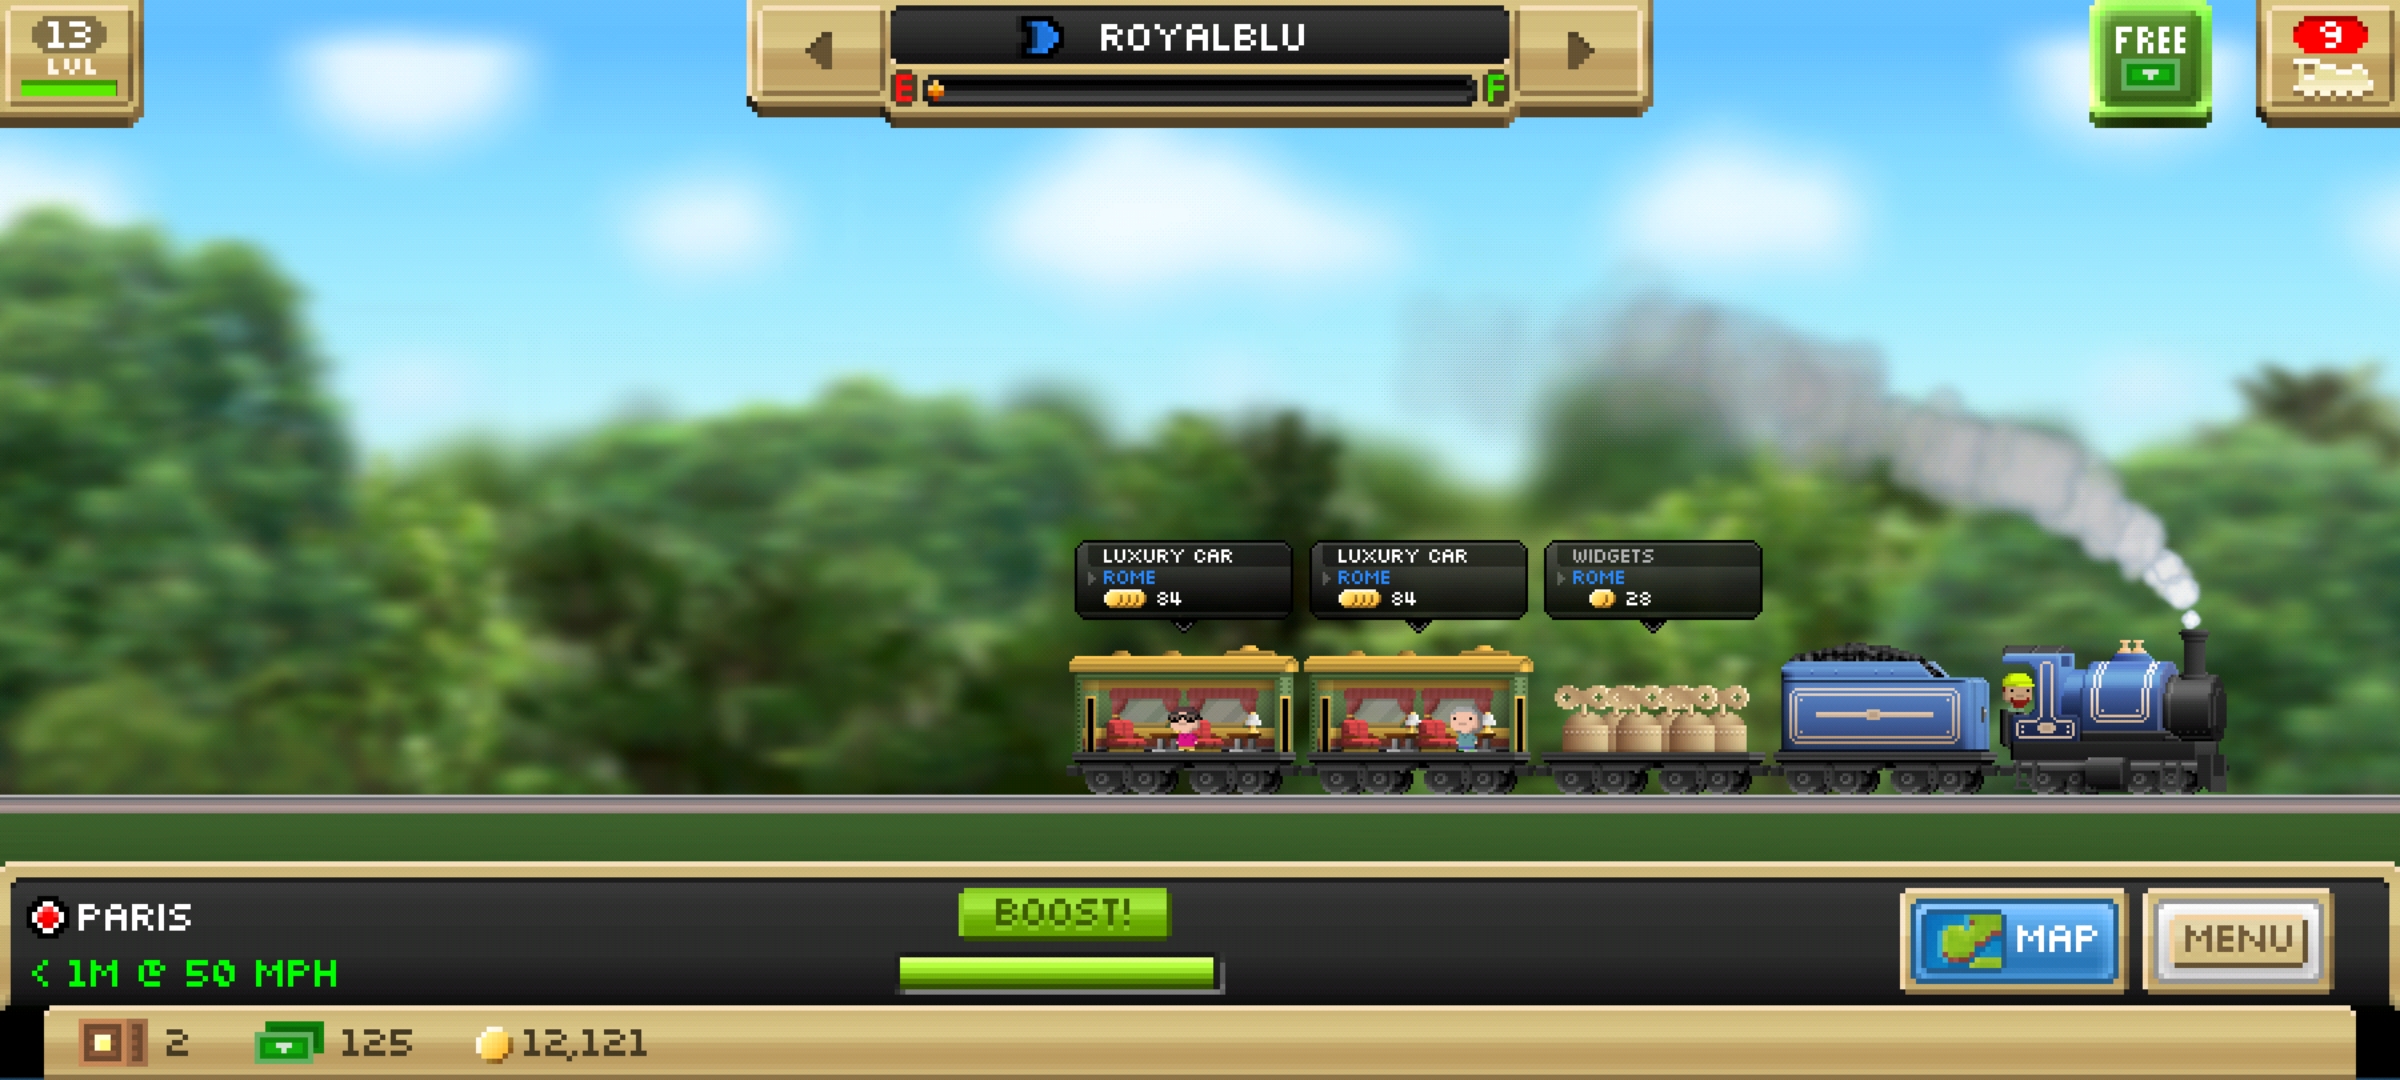 13
LVL
ROYALBLU
E
F
FREE
9
LUXURY CAR
ROME
84
LUXURY CAR
ROME
84
WIDGETS
ROME
28
PARIS
< 1M @ 50 MPH
BOOST!
MAP
MENU
2
125
12,121